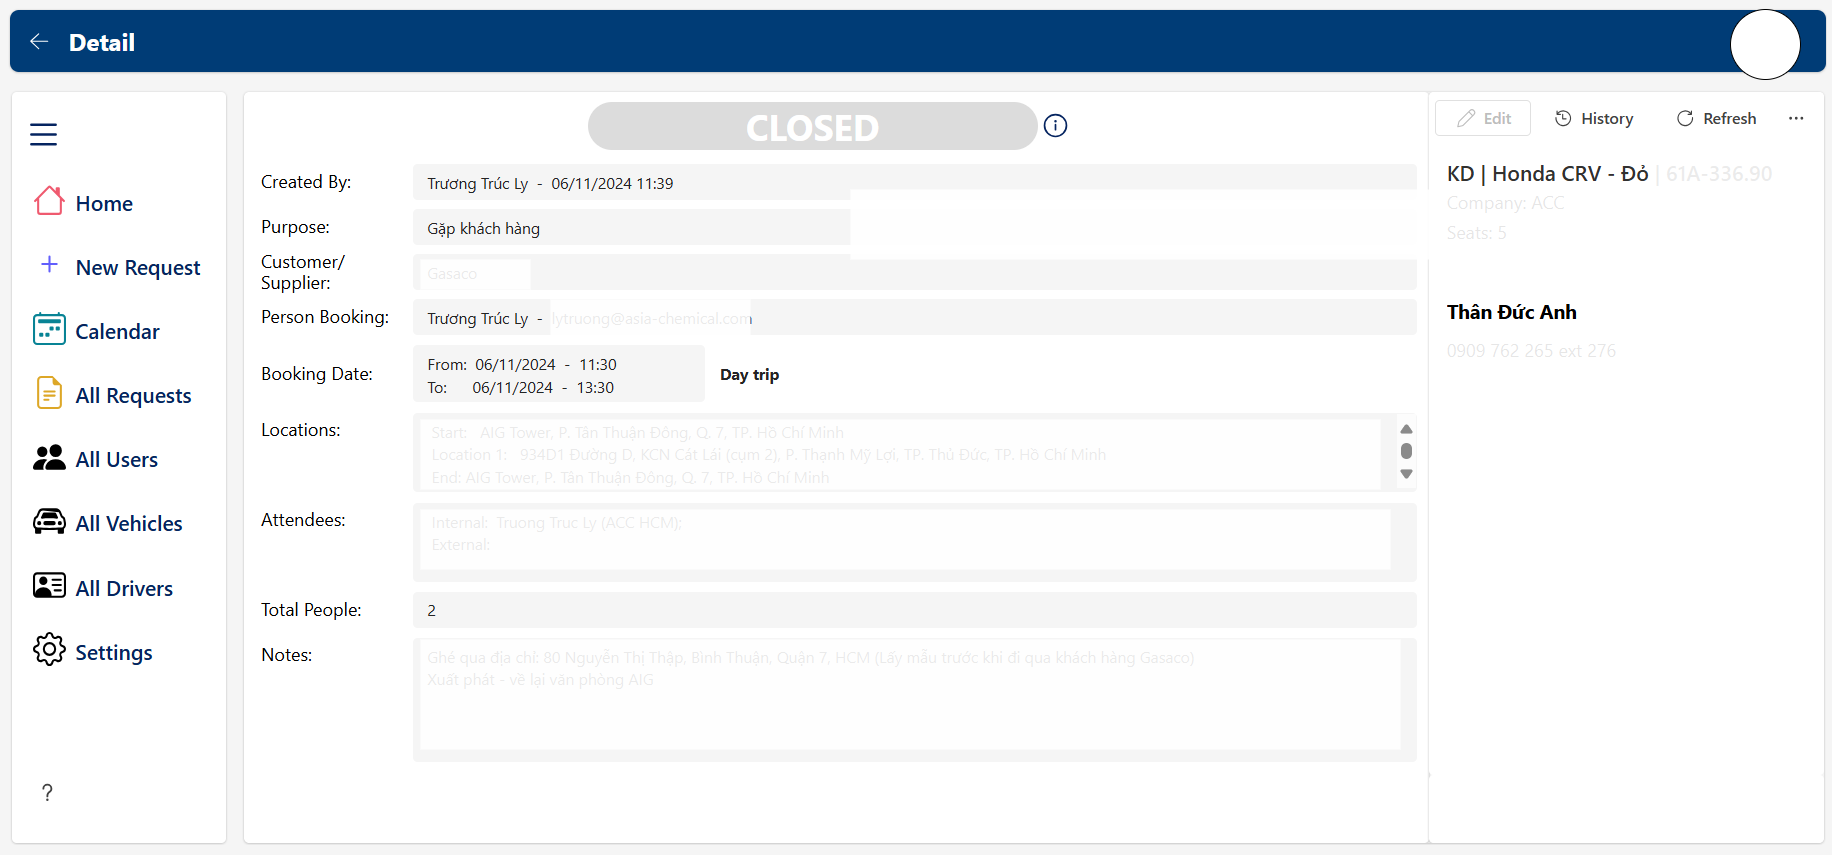 Detail
CLOSED
Edit
History
Refresh
Home
New Request
Calendar
All Requests
All Users
All Vehicles
All Drivers
Settings
?
Created By: Trương Trúc Ly - 06/11/2024 11:39
Purpose: Gặp khách hàng
Customer/
Supplier: Gasaco
Person Booking: Trương Trúc Ly - lytruong@asia-chemical.com
Booking Date: From: 06/11/2024 - 11:30
To: 06/11/2024 - 13:30
Day trip
Locations: Start: AIG Tower, P. Tân Thuận Đông, Q. 7, TP. Hồ Chí Minh
Location 1: 934D1 Đường D, KCN Cát Lái (cụm 2), P. Thạnh Mỹ Lợi, TP. Thủ Đức, TP. Hồ Chí Minh
End: AIG Tower, P. Tân Thuận Đông, Q. 7, TP. Hồ Chí Minh
Attendees: Internal: Truong Truc Ly (ACC HCM);
External:
Total People: 2
Notes: Ghé qua địa chỉ: 80 Nguyễn Thị Thập, Bình Thuận, Quận 7, HCM (Lấy mẫu trước khi đi qua khách hàng Gasaco)
Xuất phát - về lại văn phòng AIG
KD | Honda CRV - Đỏ | 61A-336.90
Company: ACC
Seats: 5
Thân Đức Anh
0909 762 265 ext 276